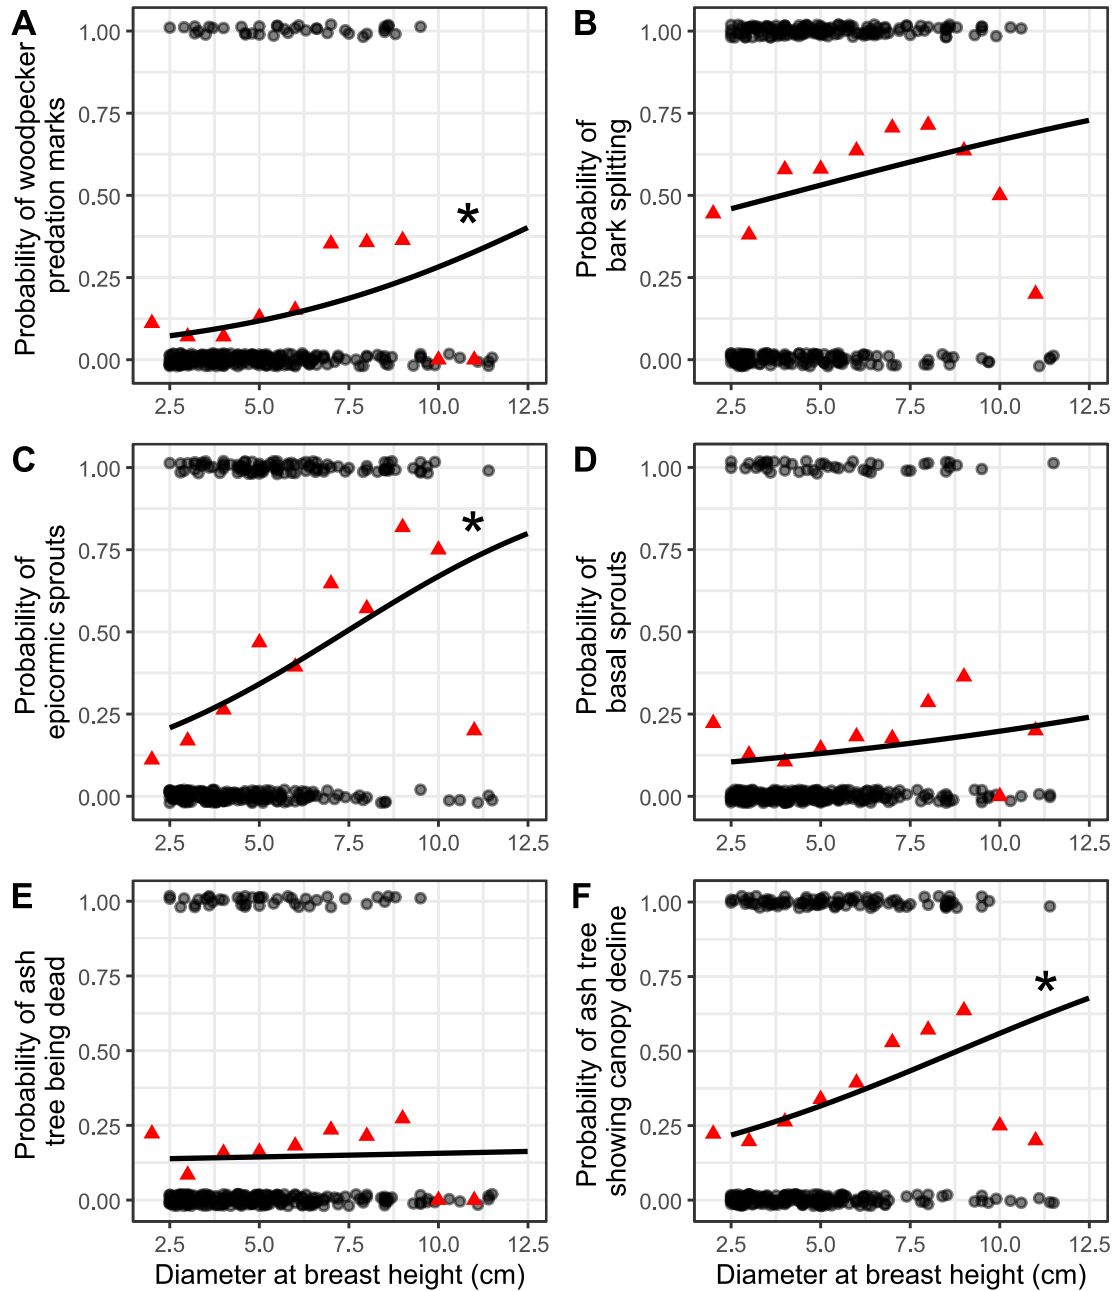 A
Probability of woodpecker
predation marks
1.00
0.75
0.50
0.25
0.00
*
2.5 5.0 7.5 10.0 12.5
B
Probability of
bark splitting
1.00
0.75
0.50
0.25
0.00
2.5 5.0 7.5 10.0 12.5
C
Probability of
epicormic sprouts
1.00
0.75
0.50
0.25
0.00
*
2.5 5.0 7.5 10.0 12.5
D
Probability of
basal sprouts
1.00
0.75
0.50
0.25
0.00
2.5 5.0 7.5 10.0 12.5
E
Probability of ash
tree being dead
1.00
0.75
0.50
0.25
0.00
2.5 5.0 7.5 10.0 12.5
Diameter at breast height (cm)
F
Probability of ash tree
showing canopy decline
1.00
0.75
0.50
0.25
0.00
*
2.5 5.0 7.5 10.0 12.5
Diameter at breast height (cm)